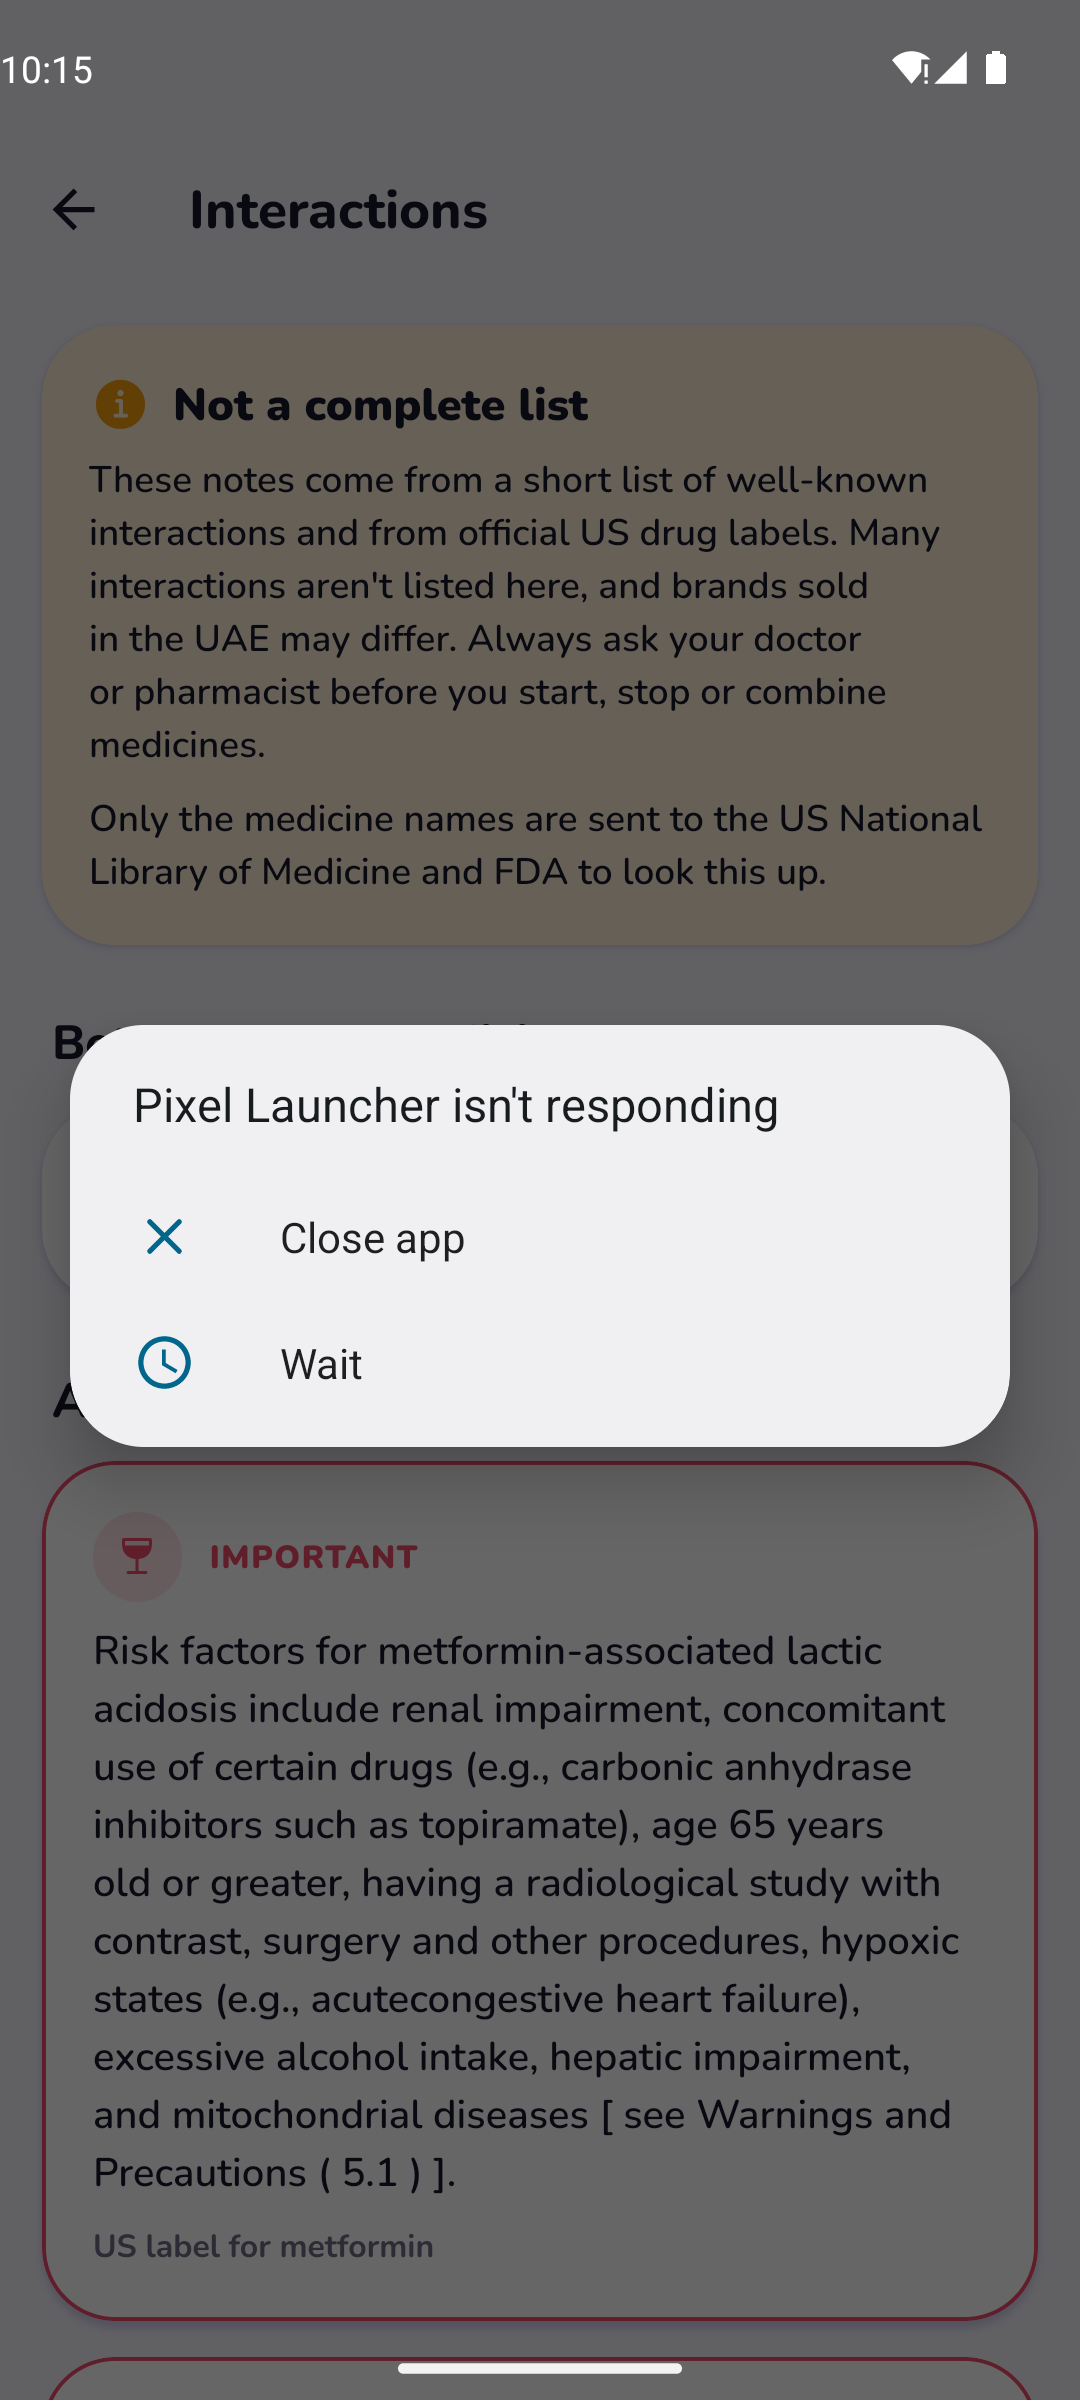 10:15
Interactions
Not a complete list
These notes come from a short list of well-known
interactions and from official US drug labels. Many
interactions aren't listed here, and brands sold
in the UAE may differ. Always ask your doctor
or pharmacist before you start, stop or combine
medicines.
Only the medicine names are sent to the US National
Library of Medicine and FDA to look this up.
Pixel Launcher isn't responding
Close app
Wait
IMPORTANT
Risk factors for metformin-associated lactic
acidosis include renal impairment, concomitant
use of certain drugs (e.g., carbonic anhydrase
inhibitors such as topiramate), age 65 years
old or greater, having a radiological study with
contrast, surgery and other procedures, hypoxic
states (e.g., acutecongestive heart failure),
excessive alcohol intake, hepatic impairment,
and mitochondrial diseases [ see Warnings and
Precautions ( 5.1 ) ].
US label for metformin